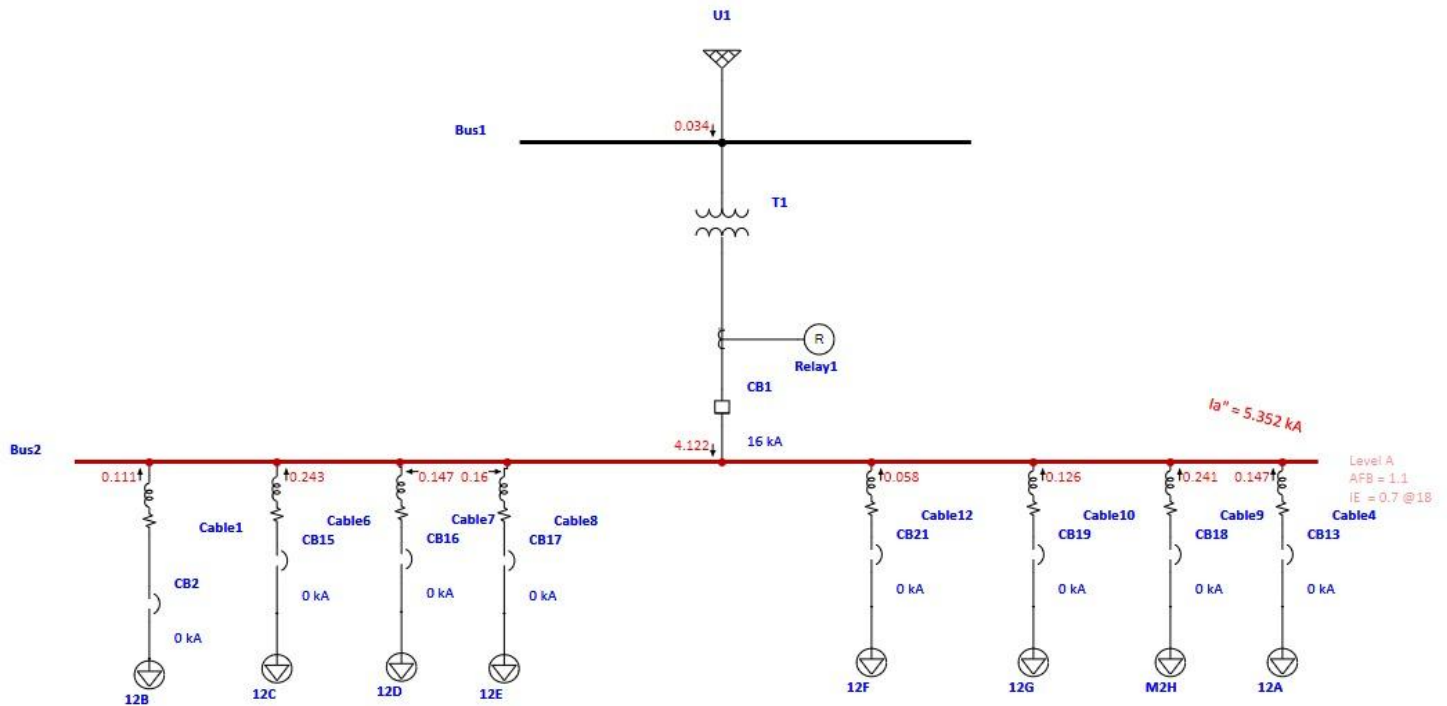 U1
Bus1
0.034
T1
R
Relay1
CB1
Ia" = 5.352 kA
Bus2
4.122
16 kA
Level A
AFB = 1.1
IE = 0.7 @18
0.111
0.243
0.147
0.16
0.058
0.126
0.241
0.147
Cable1
Cable6
Cable7
Cable8
Cable12
Cable10
Cable9
Cable4
CB2
CB15
CB16
CB17
CB21
CB19
CB18
CB13
0 kA
0 kA
0 kA
0 kA
0 kA
0 kA
0 kA
0 kA
12B
12C
12D
12E
12F
12G
M2H
12A